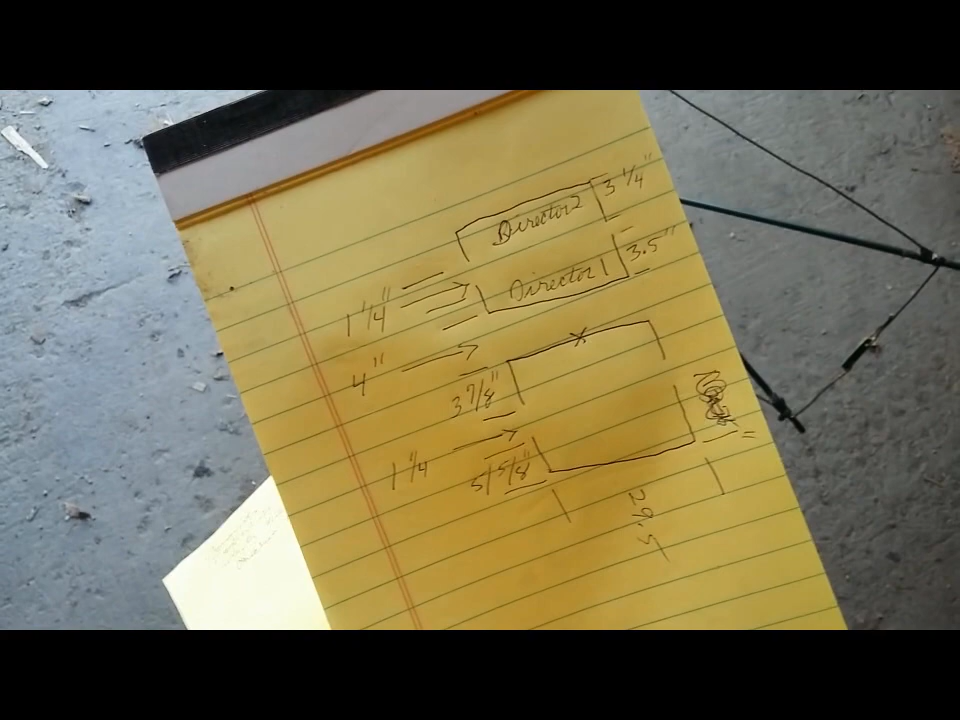 Director 2 3 1/4"
Director 1 3.5"
1 1/4"
4"
X
3 7/8"
1 1/4
5 5/8"
29.5